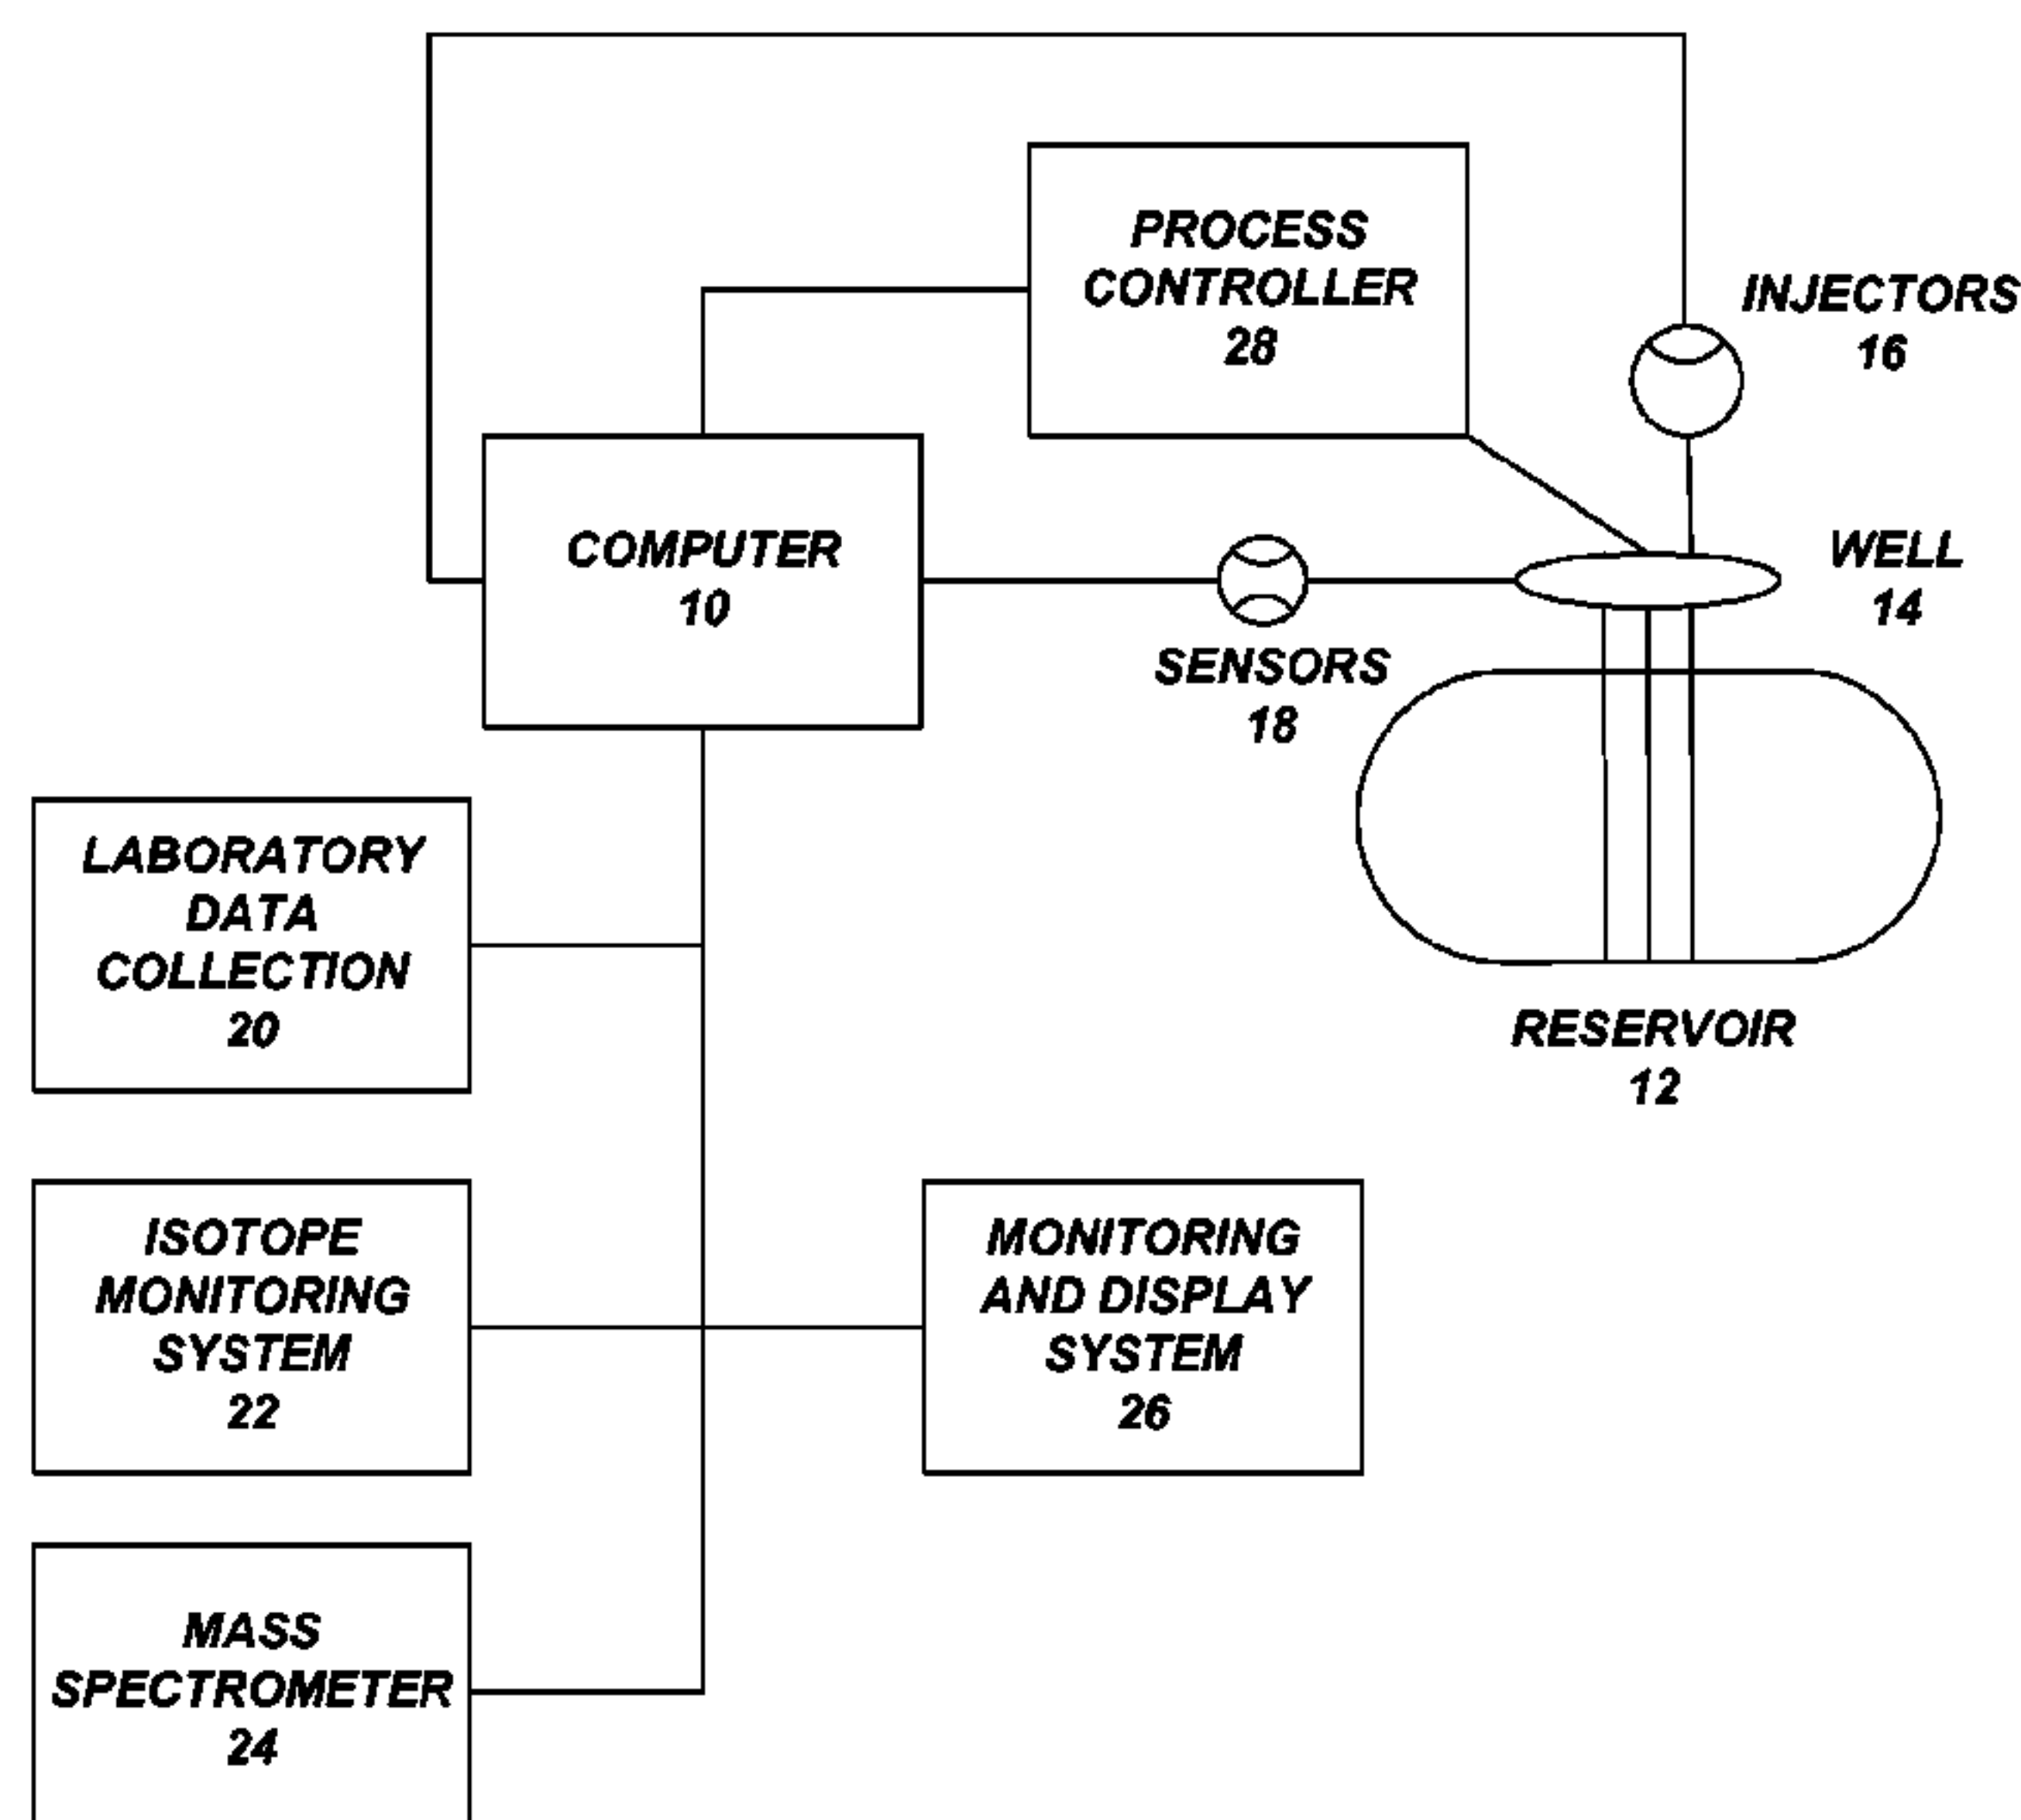 PROCESS
CONTROLLER
28
INJECTORS
16
COMPUTER
10
WELL
14
SENSORS
18
LABORATORY
DATA
COLLECTION
20
RESERVOIR
12
ISOTOPE
MONITORING
SYSTEM
22
MONITORING
AND DISPLAY
SYSTEM
26
MASS
SPECTROMETER
24